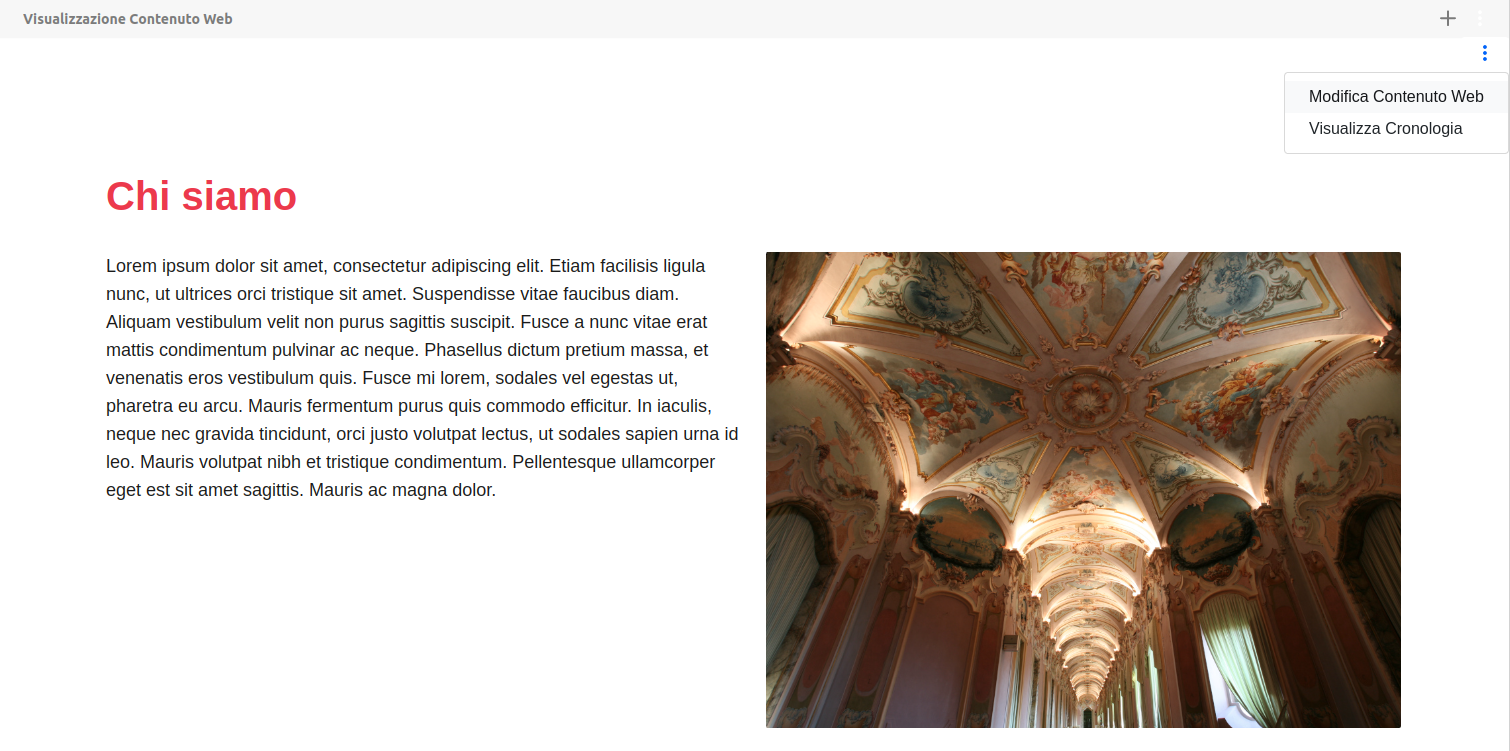 Visualizzazione Contenuto Web
Modifica Contenuto Web
Visualizza Cronologia
Chi siamo
Lorem ipsum dolor sit amet, consectetur adipiscing elit. Etiam facilisis ligula
nunc, ut ultrices orci tristique sit amet. Suspendisse vitae faucibus diam.
Aliquam vestibulum velit non purus sagittis suscipit. Fusce a nunc vitae erat
mattis condimentum pulvinar ac neque. Phasellus dictum pretium massa, et
venenatis eros vestibulum quis. Fusce mi lorem, sodales vel egestas ut,
pharetra eu arcu. Mauris fermentum purus quis commodo efficitur. In iaculis,
neque nec gravida tincidunt, orci justo volutpat lectus, ut sodales sapien urna id
leo. Mauris volutpat nibh et tristique condimentum. Pellentesque ullamcorper
eget est sit amet sagittis. Mauris ac magna dolor.